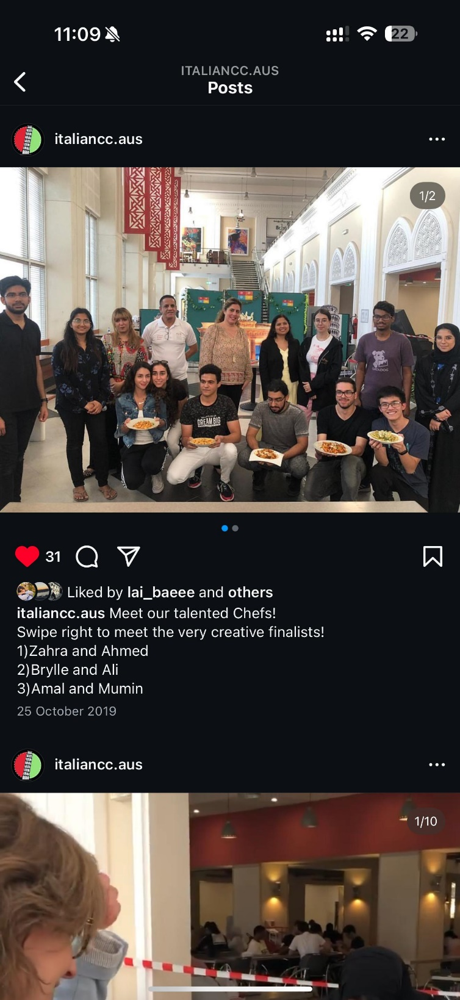 11:09
22
ITALIANCC.AUS
Posts
italiancc.aus
1/2
DREAM BIG
DATADOG
31
Liked by lai_baeee and others
italiancc.aus Meet our talented Chefs!
Swipe right to meet the very creative finalists!
1)Zahra and Ahmed
2)Brylle and Ali
3)Amal and Mumin
25 October 2019
italiancc.aus
1/10